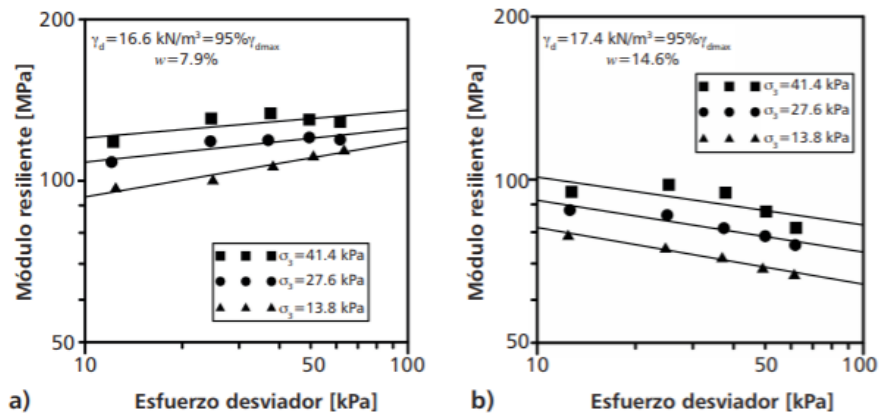 200
γd=16.6 kN/m³=95%γdmax
w=7.9%
100
50
Módulo resiliente [MPa]
σ3=41.4 kPa
σ3=27.6 kPa
σ3=13.8 kPa
10
50
100
a)
Esfuerzo desviador [kPa]
200
γd=17.4 kN/m³=95%γdmax
w=14.6%
100
50
Módulo resiliente [MPa]
σ3=41.4 kPa
σ3=27.6 kPa
σ3=13.8 kPa
10
50
100
b)
Esfuerzo desviador [kPa]